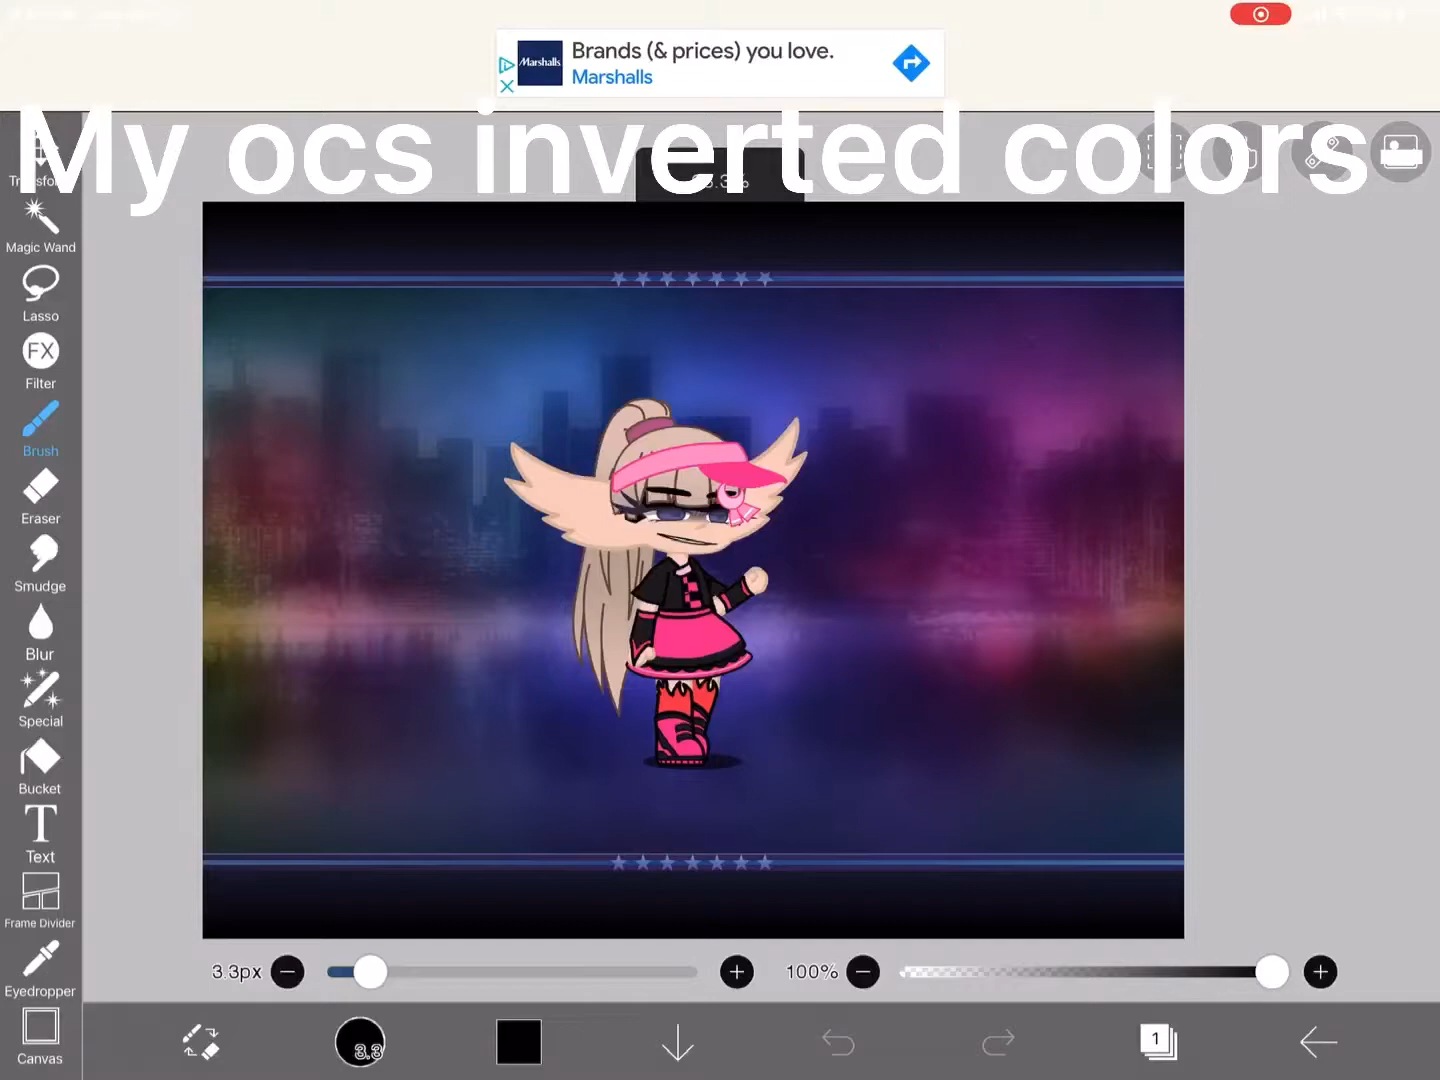 Brands (& prices) you love.
Marshalls
Marshalls
My ocs inverted colors
Magic Wand
Lasso
FX
Filter
Brush
Eraser
Smudge
Blur
Special
Bucket
T
Text
Frame Divider
Eyedropper
Canvas
3.3px
100%
3.3
1